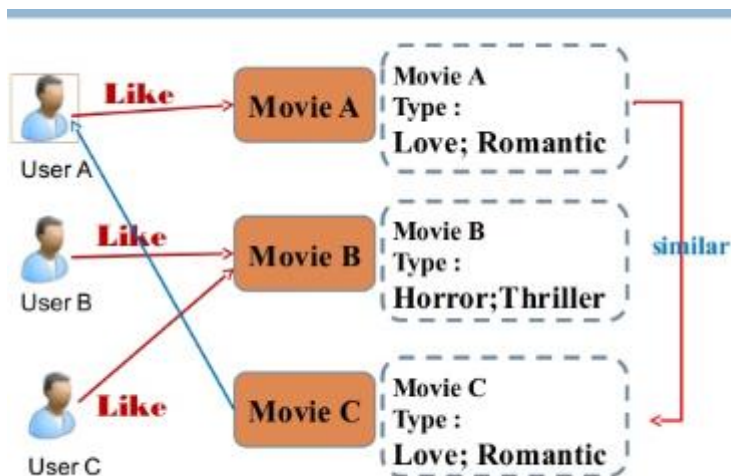 Like
Movie A
Movie A
Type :
Love; Romantic
User A
Like
Movie B
Movie B
Type :
Horror;Thriller
similar
User B
Like
Movie C
Movie C
Type :
Love; Romantic
User C